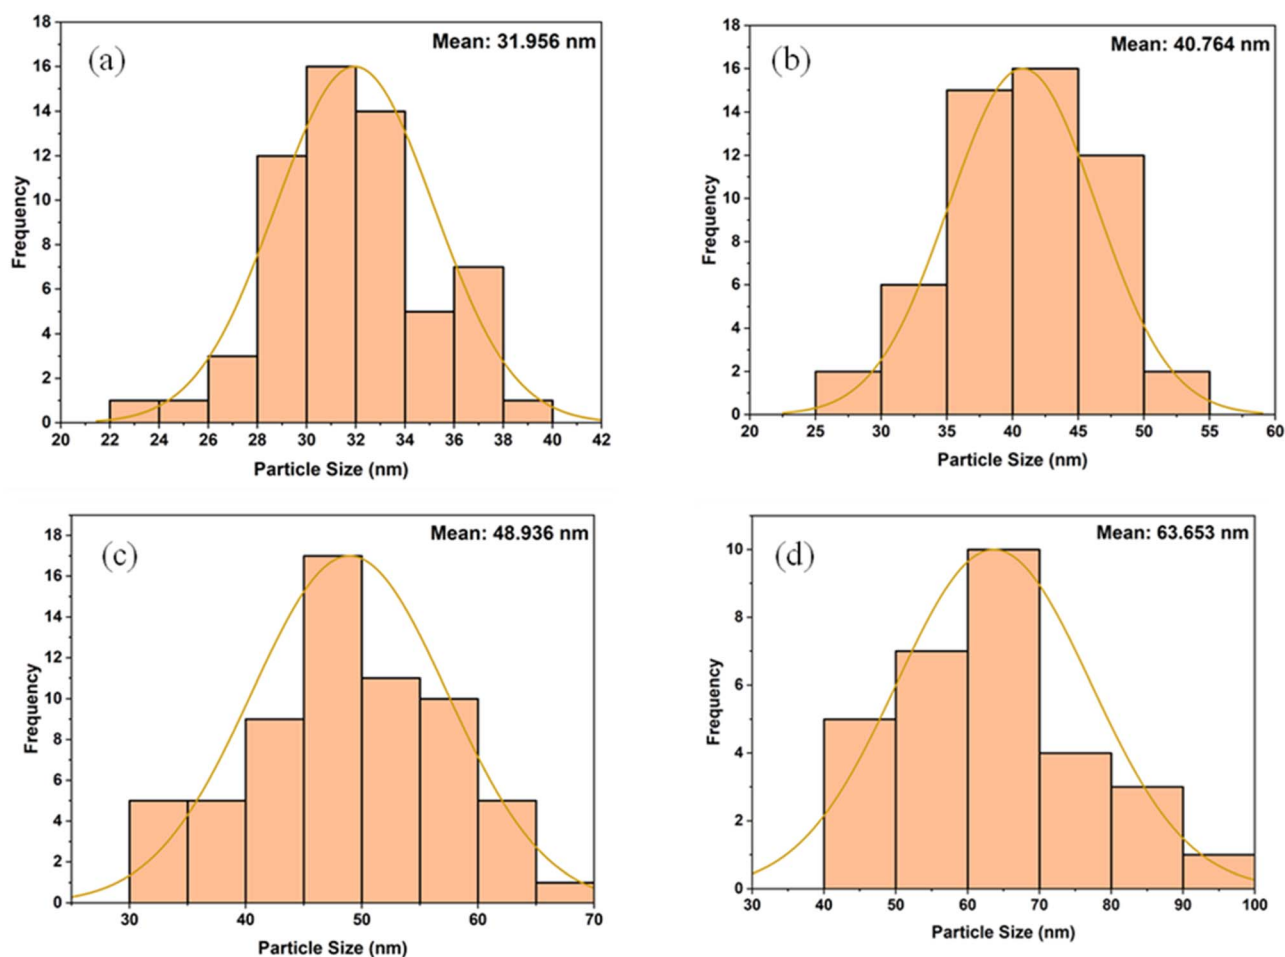 (a)
Mean: 31.956 nm
Frequency
18
16
14
12
10
8
6
4
2
0
20 22 24 26 28 30 32 34 36 38 40 42
Particle Size (nm)
(b)
Mean: 40.764 nm
Frequency
18
16
14
12
10
8
6
4
2
0
20 25 30 35 40 45 50 55 60
Particle Size (nm)
(c)
Mean: 48.936 nm
Frequency
18
16
14
12
10
8
6
4
2
0
30 40 50 60 70
Particle Size (nm)
(d)
Mean: 63.653 nm
Frequency
10
8
6
4
2
0
30 40 50 60 70 80 90 100
Particle Size (nm)